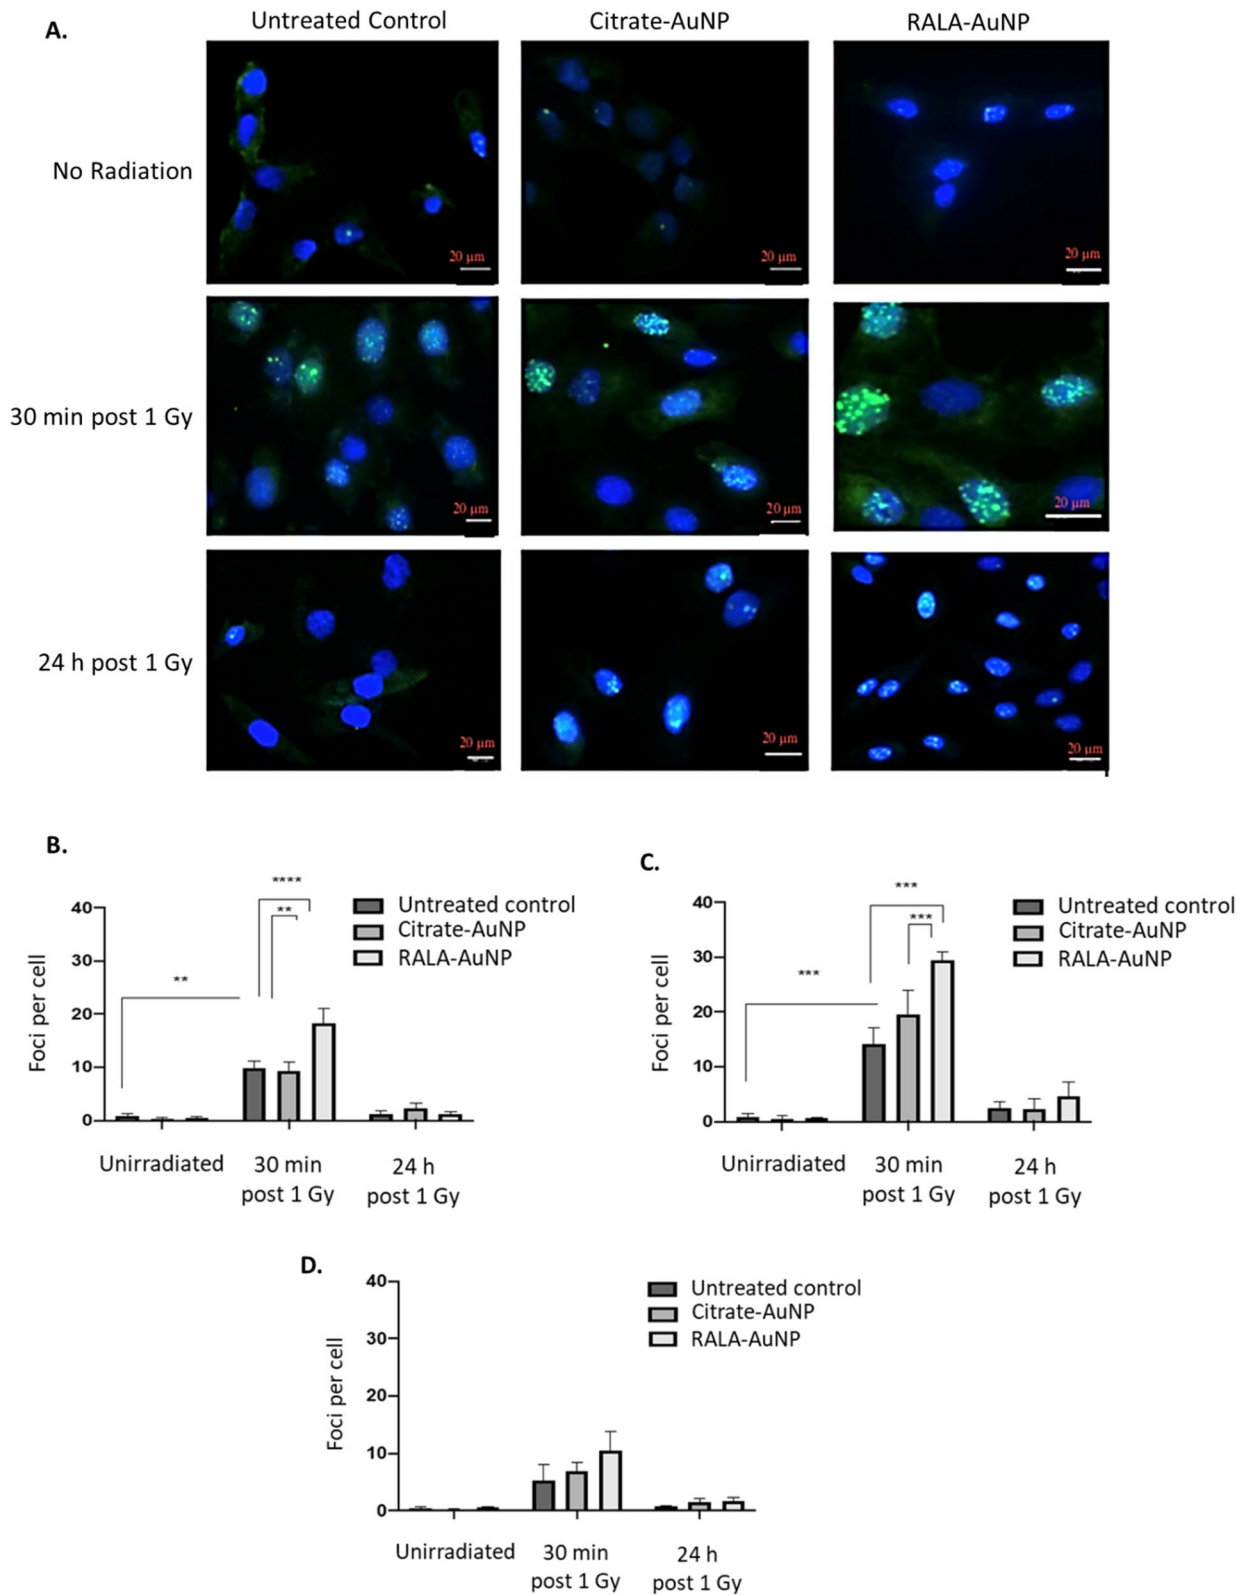 A.
Untreated Control Citrate-AuNP RALA-AuNP
No Radiation
20 µm 20 µm 20 µm
30 min post 1 Gy
20 µm 20 µm 20 µm
24 h post 1 Gy
20 µm 20 µm 20 µm
B.
Foci per cell
40
30
20
10
0
**
****
**
Untreated control
Citrate-AuNP
RALA-AuNP
Unirradiated 30 min 24 h
post 1 Gy post 1 Gy
C.
Foci per cell
40
30
20
10
0
***
***
***
Untreated control
Citrate-AuNP
RALA-AuNP
Unirradiated 30 min 24 h
post 1 Gy post 1 Gy
D.
Foci per cell
40
30
20
10
0
Untreated control
Citrate-AuNP
RALA-AuNP
Unirradiated 30 min 24 h
post 1 Gy post 1 Gy